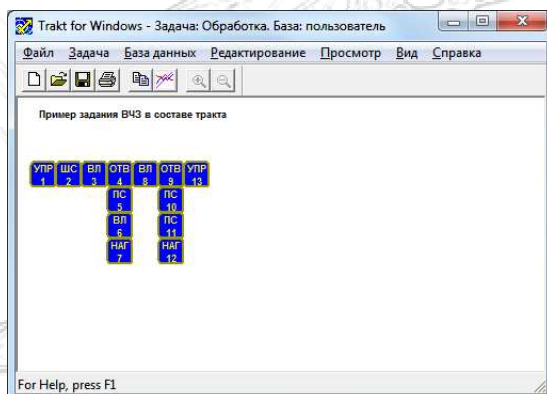 Trakt for Windows - Задача: Обработка. База: пользователь
Файл Задача База данных Редактирование Просмотр Вид Справка
Пример задания ВЧЗ в составе тракта
УПР ШС ВЛ ОТВ ВЛ ОТВ УПР
1 2 3 4 8 9 13
ПС ПС
5 10
ВЛ ПС
6 11
НАГ НАГ
7 12
For Help, press F1